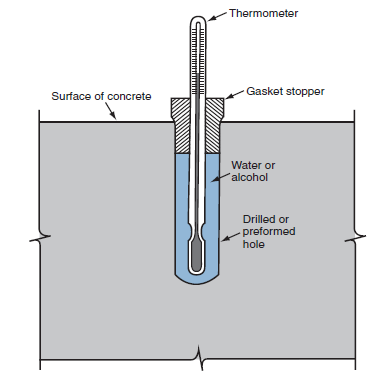 Thermometer
Gasket stopper
Surface of concrete
Water or
alcohol
Drilled or
preformed
hole